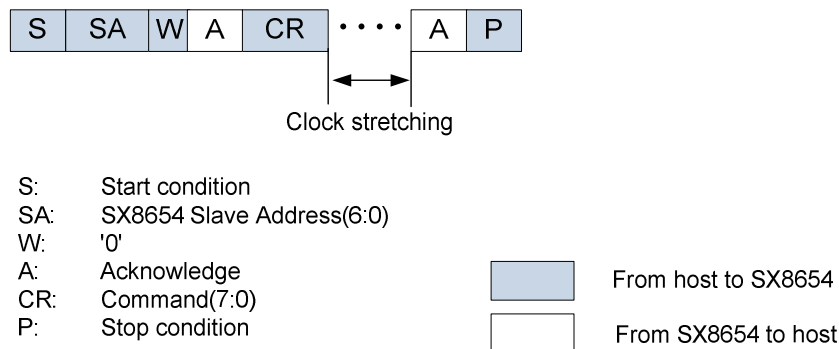 S SA W A CR • • • • A P
Clock stretching
S: Start condition
SA: SX8654 Slave Address(6:0)
W: '0'
A: Acknowledge
CR: Command(7:0)
P: Stop condition
From host to SX8654
From SX8654 to host